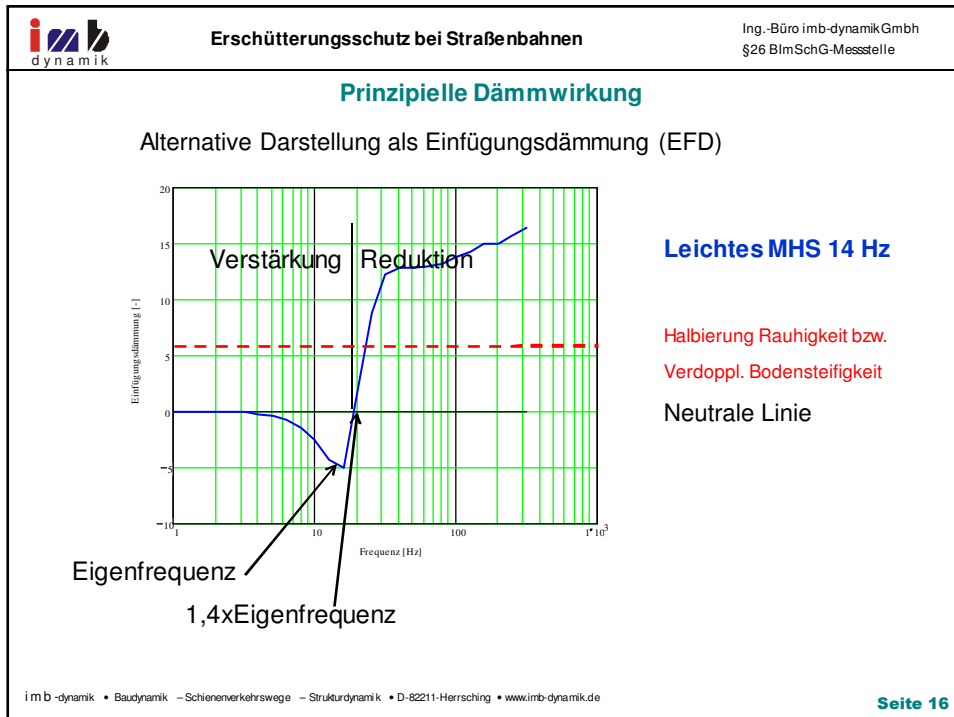 imb
dynamik
Erschütterungsschutz bei Straßenbahnen
Ing.-Büro imb-dynamik GmbH
§26 BImSchG-Messstelle
Prinzipielle Dämmwirkung
Alternative Darstellung als Einfügungsdämmung (EFD)
20
15
10
5
0
−5
−10
Einfügungsdämmung [-]
Verstärkung
Reduktion
1
10
100
1·10³
Frequenz [Hz]
Leichtes MHS 14 Hz
Halbierung Rauhigkeit bzw.
Verdoppl. Bodensteifigkeit
Neutrale Linie
Eigenfrequenz
1,4xEigenfrequenz
imb-dynamik • Baudynamik – Schienenverkehrswege – Strukturdynamik • D-82211-Herrsching • www.imb-dynamik.de
Seite 16